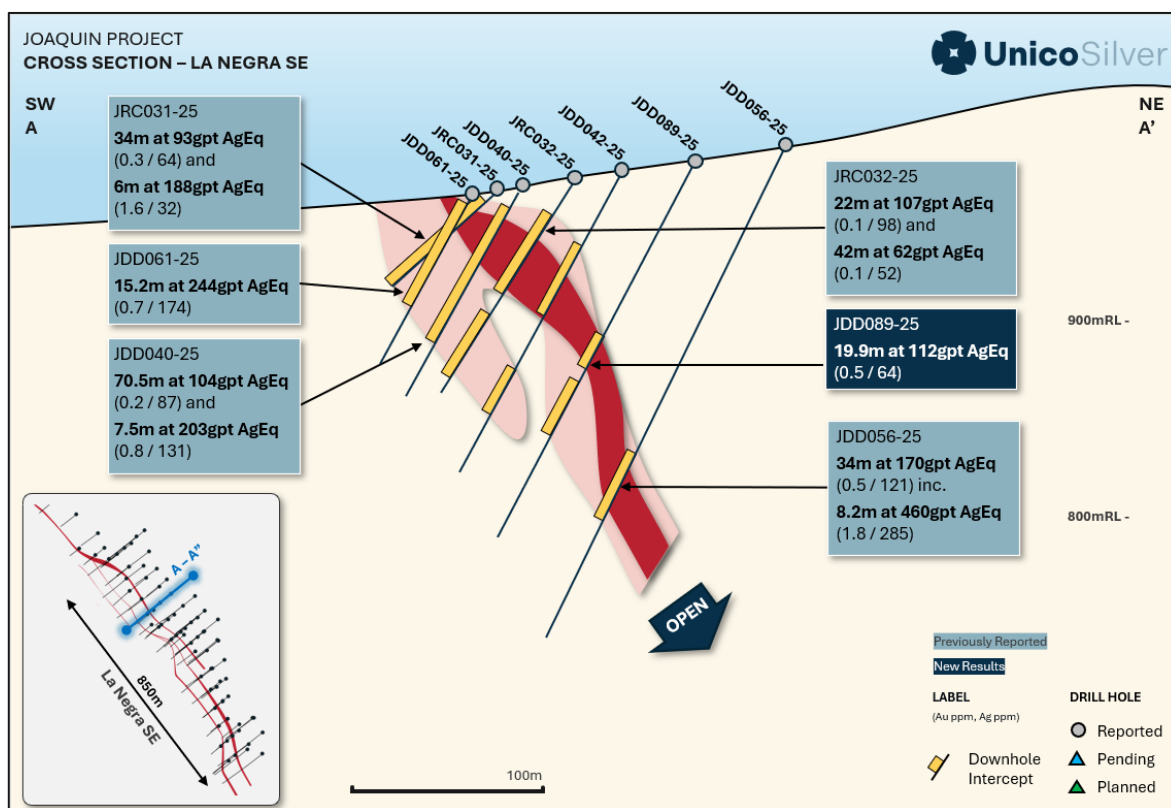 JOAQUIN PROJECT
CROSS SECTION – LA NEGRA SE
UnicoSilver
SW
A
NE
A'
JRC031-25
34m at 93gpt AgEq
(0.3 / 64) and
6m at 188gpt AgEq
(1.6 / 32)
JDD061-25
15.2m at 244gpt AgEq
(0.7 / 174)
JDD040-25
70.5m at 104gpt AgEq
(0.2 / 87) and
7.5m at 203gpt AgEq
(0.8 / 131)
JDD061-25
JRC031-25
JDD040-25
JRC032-25
JDD042-25
JDD089-25
JDD056-25
JRC032-25
22m at 107gpt AgEq
(0.1 / 98) and
42m at 62gpt AgEq
(0.1 / 52)
JDD089-25
19.9m at 112gpt AgEq
(0.5 / 64)
JDD056-25
34m at 170gpt AgEq
(0.5 / 121) inc.
8.2m at 460gpt AgEq
(1.8 / 285)
900mRL -
800mRL -
OPEN
A – A”
850m
La Negra SE
100m
Previously Reported
New Results
LABEL
(Au ppm, Ag ppm)
Downhole
Intercept
DRILL HOLE
Reported
Pending
Planned